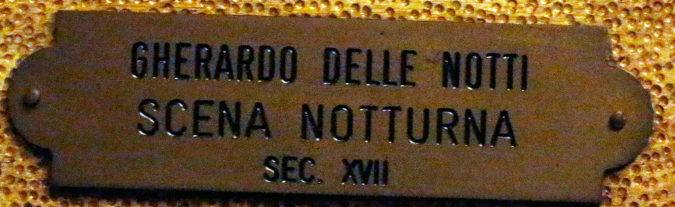 GHERARDO DELLE NOTTI
SCENA NOTTURNA
SEC. XVII